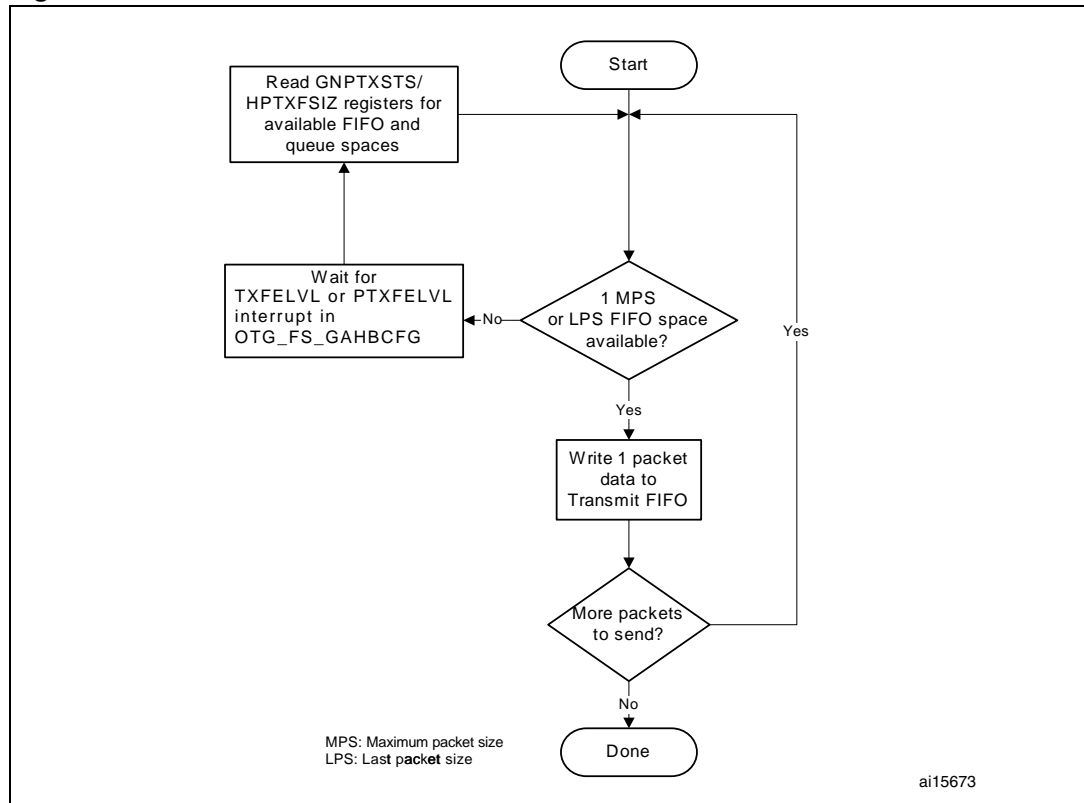 Start
Read GNPTXSTS/
HPTXFSIZ registers for
available FIFO and
queue spaces
Wait for
TXFELVL or PTXFELVL
interrupt in
OTG_FS_GAHBCFG
No
1 MPS
or LPS FIFO space
available?
Yes
Yes
Write 1 packet
data to
Transmit FIFO
More packets
to send?
No
MPS: Maximum packet size
LPS: Last packet size
Done
ai15673